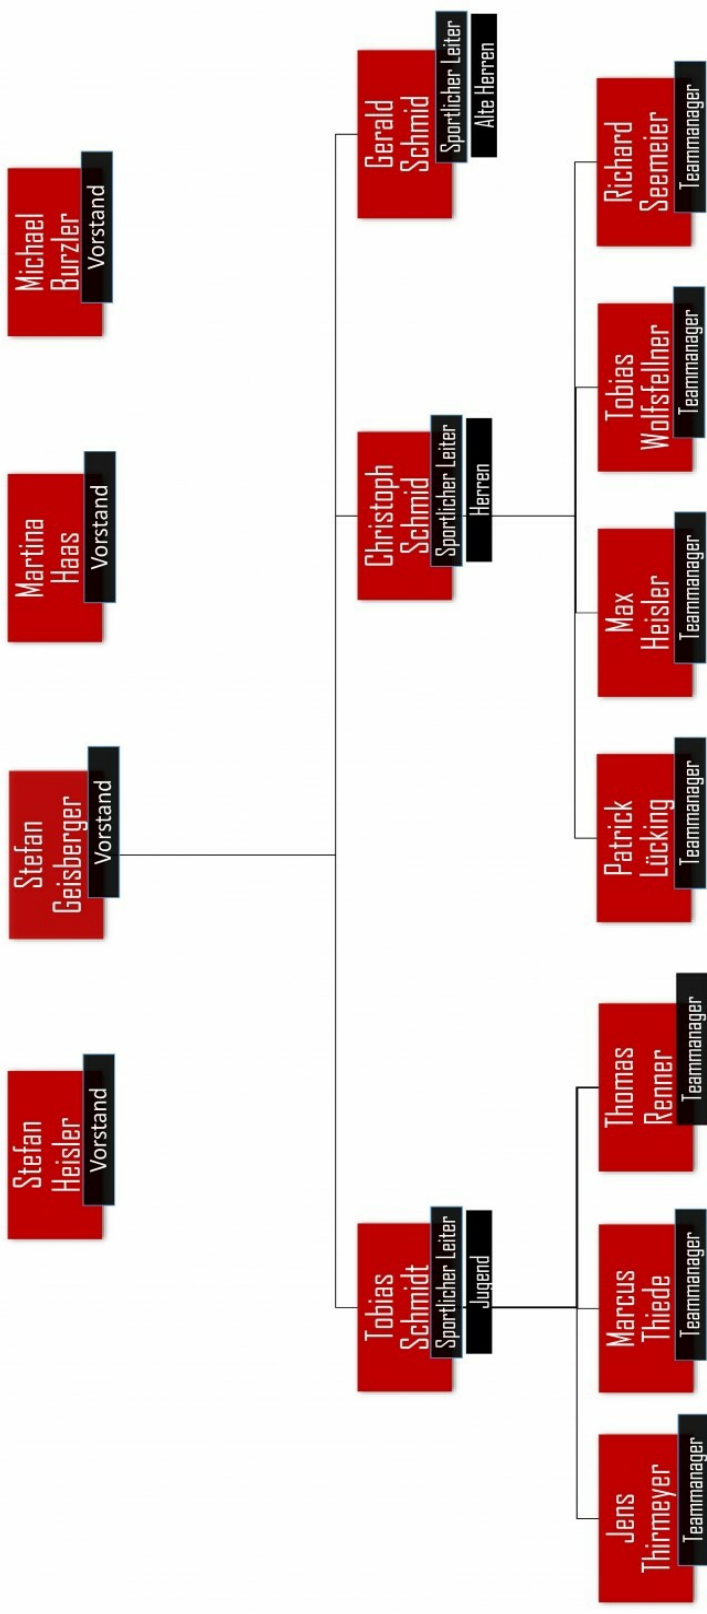 Stefan
Heisler
Vorstand
Stefan
Geisberger
Vorstand
Martina
Haas
Vorstand
Michael
Burzler
Vorstand
Tobias
Schmidt
Sportlicher Leiter
Jugend
Christoph
Schmid
Sportlicher Leiter
Herren
Gerald
Schmid
Sportlicher Leiter
Alte Herren
Jens
Thirmeyer
Teammanager
Marcus
Thiede
Teammanager
Thomas
Renner
Teammanager
Patrick
Lücking
Teammanager
Max
Heisler
Teammanager
Tobias
Wolfsfellner
Teammanager
Richard
Seemeier
Teammanager